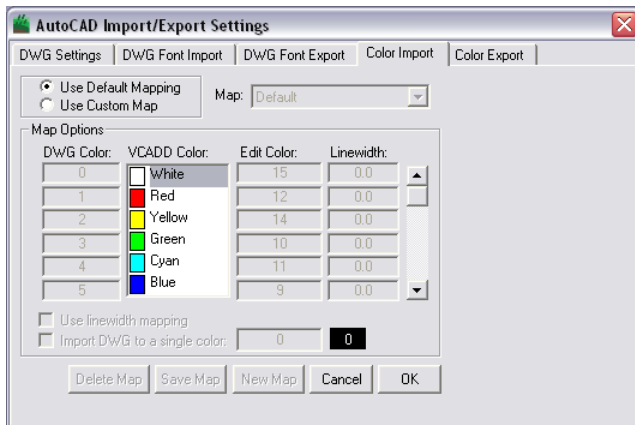 AutoCAD Import/Export Settings
DWG Settings DWG Font Import DWG Font Export Color Import Color Export
Use Default Mapping
Use Custom Map
Map: Default
Map Options
DWG Color: VCADD Color: Edit Color: Linewidth:
0 White 15 0.0
1 Red 12 0.0
2 Yellow 14 0.0
3 Green 10 0.0
4 Cyan 11 0.0
5 Blue 9 0.0
Use linewidth mapping
Import DWG to a single color: 0 0
Delete Map Save Map New Map Cancel OK